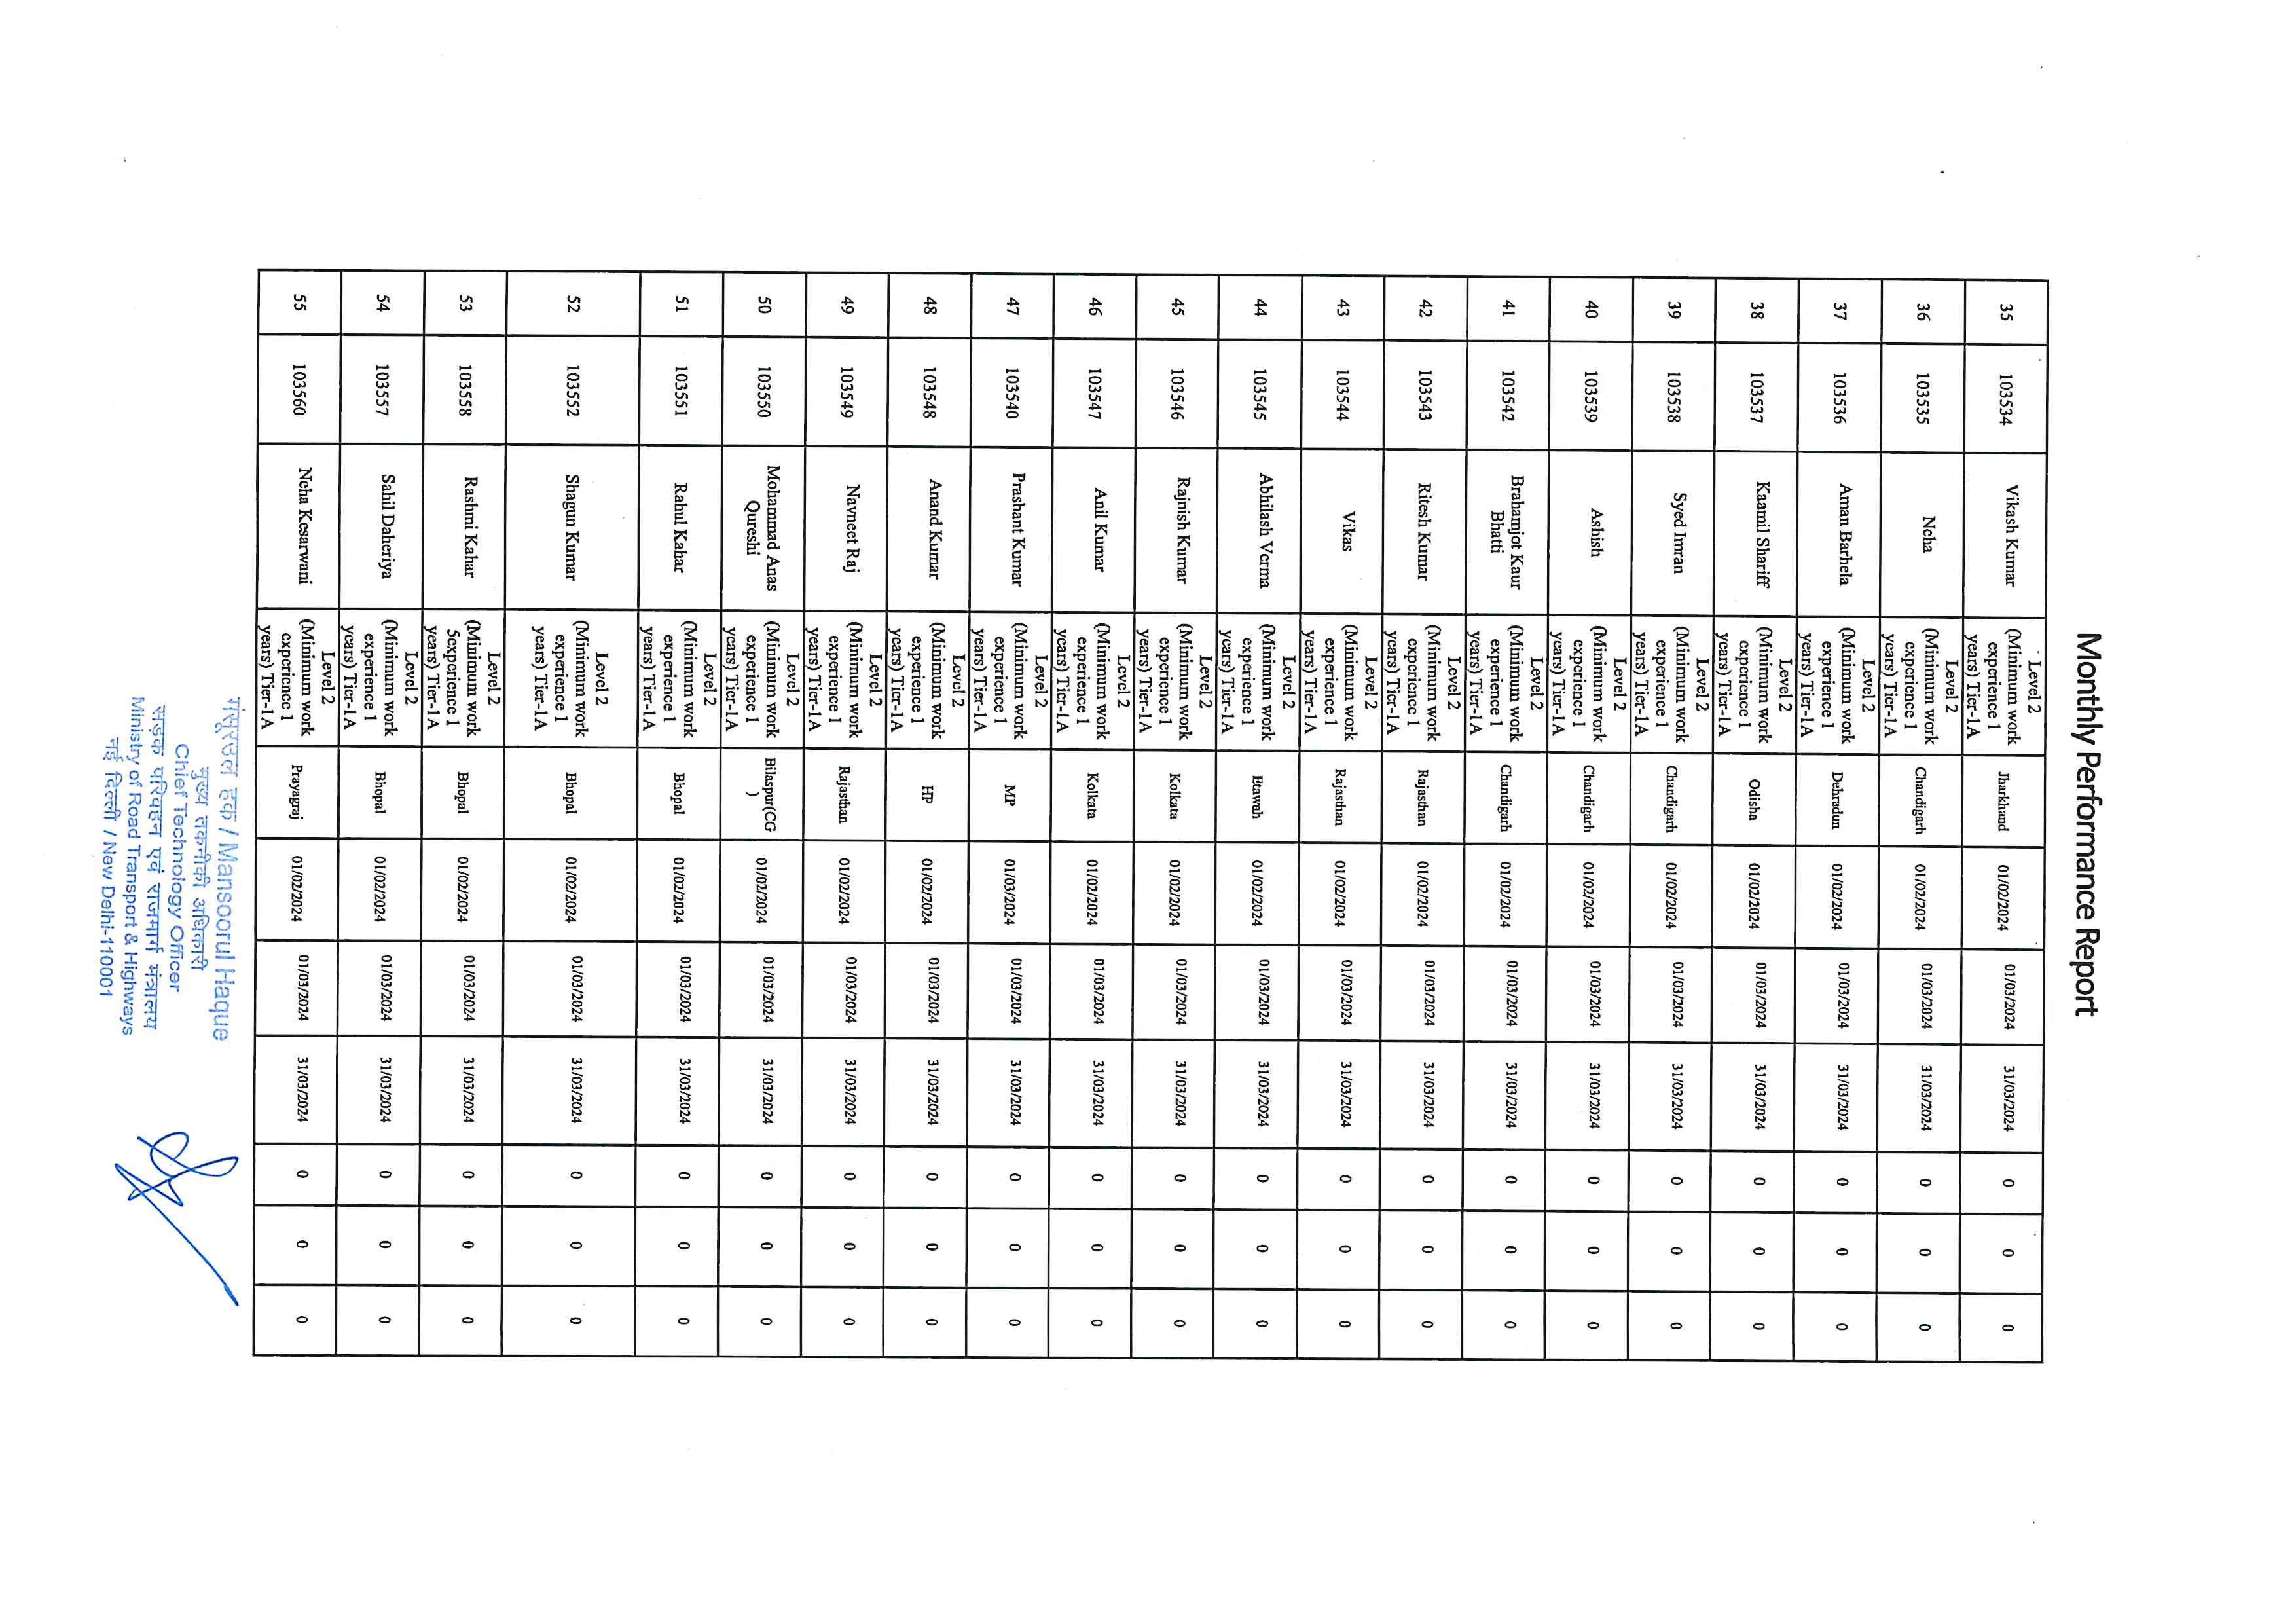 Monthly Performance Report
35 103534 Vikash Kumar Level 2 (Minimum work experience 1 years) Tier-1A Jharkhand 01/02/2024 01/03/2024 31/03/2024 0 0 0
36 103535 Neha Level 2 (Minimum work experience 1 years) Tier-1A Chandigarh 01/02/2024 01/03/2024 31/03/2024 0 0 0
37 103536 Aman Barhela Level 2 (Minimum work experience 1 years) Tier-1A Dehradun 01/02/2024 01/03/2024 31/03/2024 0 0 0
38 103537 Kaamil Shariff Level 2 (Minimum work experience 1 years) Tier-1A Odisha 01/02/2024 01/03/2024 31/03/2024 0 0 0
39 103538 Syed Imran Level 2 (Minimum work experience 1 years) Tier-1A Chandigarh 01/02/2024 01/03/2024 31/03/2024 0 0 0
40 103539 Ashish Level 2 (Minimum work experience 1 years) Tier-1A Chandigarh 01/02/2024 01/03/2024 31/03/2024 0 0 0
41 103542 Brahamjot Kaur Bhatti Level 2 (Minimum work experience 1 years) Tier-1A Chandigarh 01/02/2024 01/03/2024 31/03/2024 0 0 0
42 103543 Ritesh Kumar Level 2 (Minimum work experience 1 years) Tier-1A Rajasthan 01/02/2024 01/03/2024 31/03/2024 0 0 0
43 103544 Vikas Level 2 (Minimum work experience 1 years) Tier-1A Rajasthan 01/02/2024 01/03/2024 31/03/2024 0 0 0
44 103545 Abhilash Verma Level 2 (Minimum work experience 1 years) Tier-1A Etawah 01/02/2024 01/03/2024 31/03/2024 0 0 0
45 103546 Rajnish Kumar Level 2 (Minimum work experience 1 years) Tier-1A Kolkata 01/02/2024 01/03/2024 31/03/2024 0 0 0
46 103547 Anil Kumar Level 2 (Minimum work experience 1 years) Tier-1A Kolkata 01/02/2024 01/03/2024 31/03/2024 0 0 0
47 103540 Prashant Kumar Level 2 (Minimum work experience 1 years) Tier-1A MP 01/03/2024 01/03/2024 31/03/2024 0 0 0
48 103548 Anand Kumar Level 2 (Minimum work experience 1 years) Tier-1A HP 01/02/2024 01/03/2024 31/03/2024 0 0 0
49 103549 Navneet Raj Level 2 (Minimum work experience 1 years) Tier-1A Rajasthan 01/02/2024 01/03/2024 31/03/2024 0 0 0
50 103550 Mohammad Anas Qureshi Level 2 (Minimum work experience 1 years) Tier-1A Bilaspur(CG) 01/02/2024 01/03/2024 31/03/2024 0 0 0
51 103551 Rahul Kahar Level 2 (Minimum work experience 1 years) Tier-1A Bhopal 01/02/2024 01/03/2024 31/03/2024 0 0 0
52 103552 Shagun Kumar Level 2 (Minimum work experience 1 years) Tier-1A Bhopal 01/02/2024 01/03/2024 31/03/2024 0 0 0
53 103558 Rashmi Kahar Level 2 (Minimum work 5experience 1 years) Tier-1A Bhopal 01/02/2024 01/03/2024 31/03/2024 0 0 0
54 103557 Sahil Daheriya Level 2 (Minimum work experience 1 years) Tier-1A Bhopal 01/02/2024 01/03/2024 31/03/2024 0 0 0
55 103560 Neha Kesarwani Level 2 (Minimum work experience 1 years) Tier-1A Prayagraj 01/02/2024 01/03/2024 31/03/2024 0 0 0
मंसूरउल हक / Mansoorul Haque
मुख्य तकनीकी अधिकारी
Chief Technology Officer
सड़क परिवहन एवं राजमार्ग मंत्रालय
Ministry of Road Transport & Highways
नई दिल्ली / New Delhi-110001